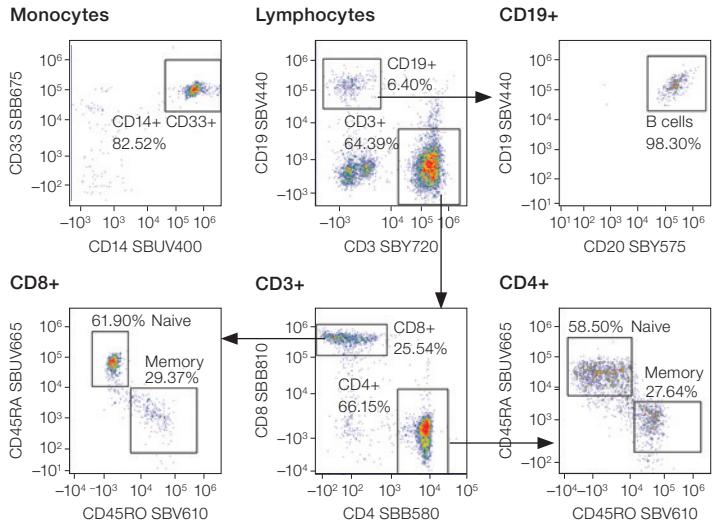 Monocytes
CD33 SBB675
10⁶
10⁵
10⁴
10³
−10²
CD14+ CD33+
82.52%
−10³ 10³ 10⁴ 10⁵ 10⁶
CD14 SBUV400
Lymphocytes
CD19 SBV440
10⁶
10⁵
10⁴
10³
−10³
CD19+
6.40%
CD3+
64.39%
−10³ 10⁴ 10⁵ 10⁶
CD3 SBY720
CD19+
CD19 SBV440
10⁶
10⁵
10⁴
10³
−10²
−10¹
B cells
98.30%
10¹ 10² 10³ 10⁴ 10⁵ 10⁶
CD20 SBY575
CD8+
CD45RA SBUV665
10⁶
10⁵
10⁴
10³
10²
−10¹
61.90% Naive
Memory
29.37%
−10⁴ −10³ 10⁴ 10⁵ 10⁶
CD45RO SBV610
CD3+
CD8 SBB810
10⁶
10⁵
10⁴
−10³
−10⁴
CD8+
25.54%
CD4+
66.15%
−10² 10² 10³ 10⁴ 10⁵
CD4 SBB580
CD4+
CD45RA SBUV665
10⁶
10⁵
10⁴
10³
−10²
58.50% Naive
Memory
27.64%
−10⁴ −10³ 10⁴ 10⁵ 10⁶
CD45RO SBV610